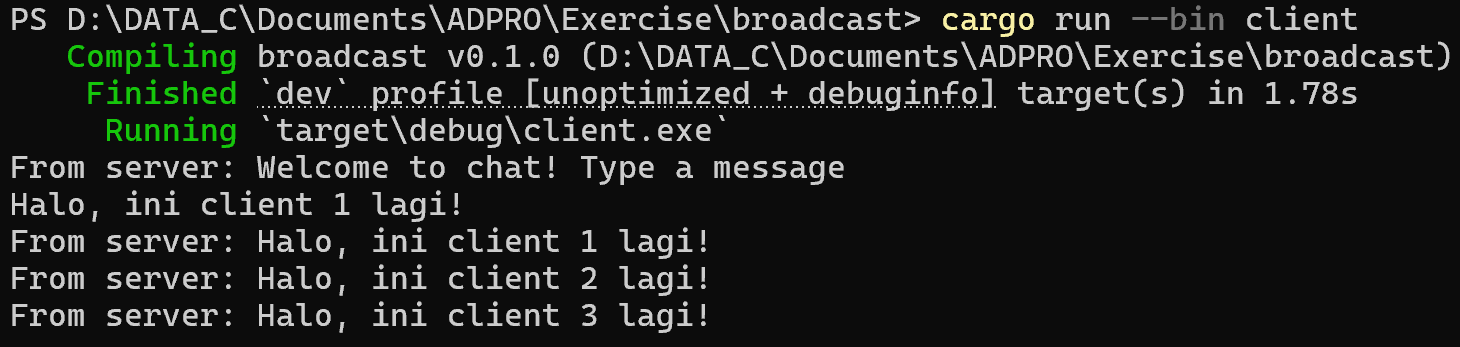 PS D:\DATA_C\Documents\ADPRO\Exercise\broadcast> cargo run --bin client
Compiling broadcast v0.1.0 (D:\DATA_C\Documents\ADPRO\Exercise\broadcast)
Finished `dev` profile [unoptimized + debuginfo] target(s) in 1.78s
Running `target\debug\client.exe`
From server: Welcome to chat! Type a message
Halo, ini client 1 lagi!
From server: Halo, ini client 1 lagi!
From server: Halo, ini client 2 lagi!
From server: Halo, ini client 3 lagi!